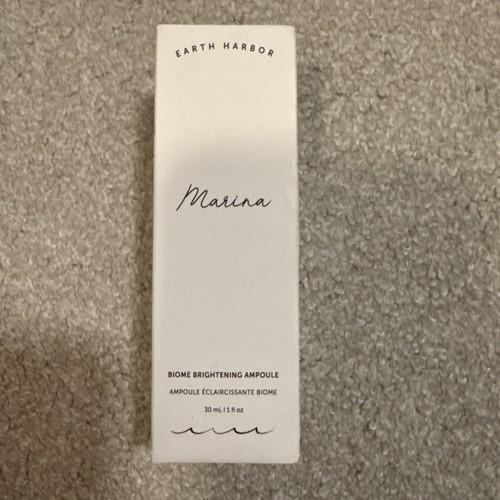 EARTH HARBOR
Marina
BIOME BRIGHTENING AMPOULE
AMPOULE ÉCLAIRCISSANTE BIOME
30 mL | 1 fl oz